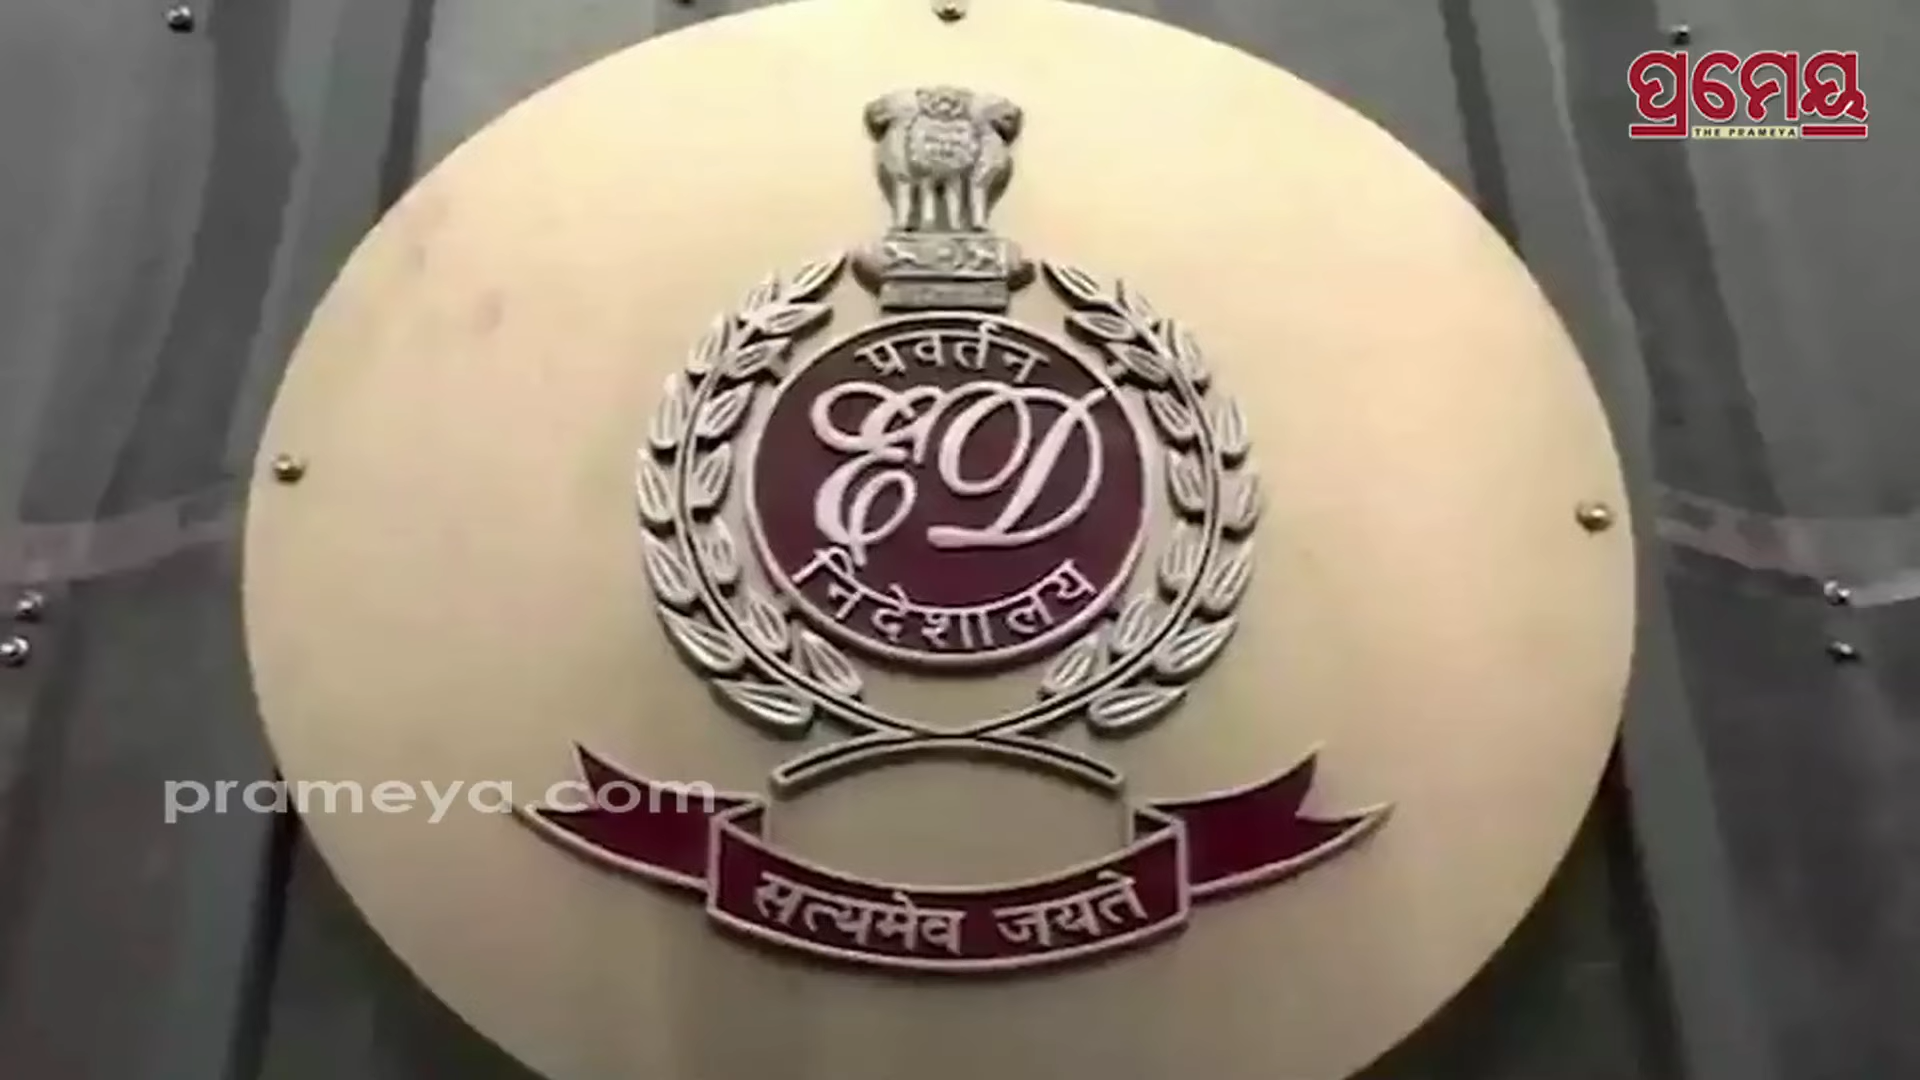 ପ୍ରମେୟ
THE PRAMEYA
प्रवर्तन
ED
निदेशालय
prameya.com
सत्यमेव जयते